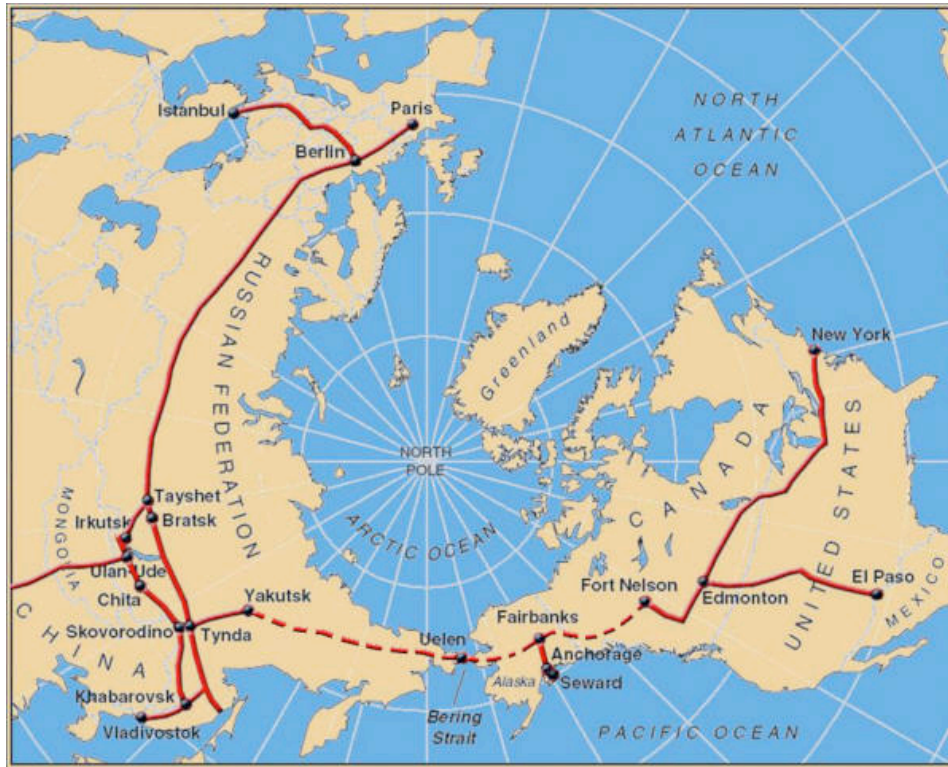 NORTH
ATLANTIC
OCEAN
Istanbul
Paris
Berlin
RUSSIAN FEDERATION
Greenland
New York
NORTH
POLE
CANADA
UNITED STATES
ARCTIC OCEAN
MONGOVIA
Tayshet
Irkutsk
Bratsk
Ulan-Ude
Chita
Yakutsk
Fort Nelson
Edmonton
El Paso
MEXICO
CHINA
Skovorodino
Tynda
Uelen
Fairbanks
Anchorage
Alaska
Seward
Khabarovsk
Vladivostok
Bering
Strait
PACIFIC OCEAN